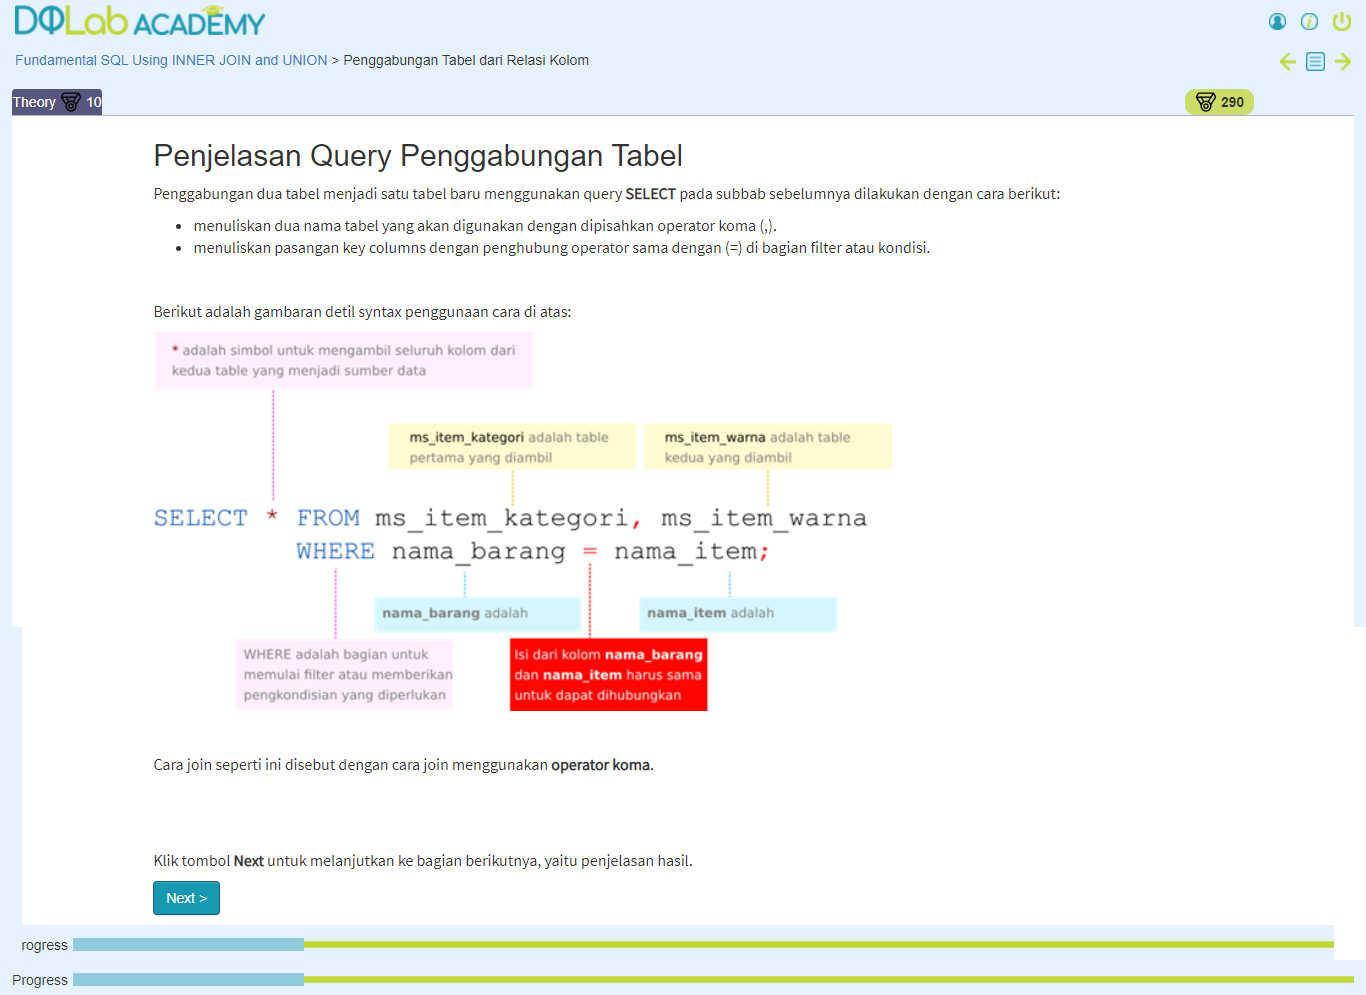 DQLab ACADEMY
Fundamental SQL Using INNER JOIN and UNION > Penggabungan Tabel dari Relasi Kolom
Theory 10
290
Penjelasan Query Penggabungan Tabel
Penggabungan dua tabel menjadi satu tabel baru menggunakan query SELECT pada subbab sebelumnya dilakukan dengan cara berikut:
• menuliskan dua nama tabel yang akan digunakan dengan dipisahkan operator koma (,).
• menuliskan pasangan key columns dengan penghubung operator sama dengan (=) di bagian filter atau kondisi.
Berikut adalah gambaran detil syntax penggunaan cara di atas:
* adalah simbol untuk mengambil seluruh kolom dari
kedua table yang menjadi sumber data
ms_item_kategori adalah table
pertama yang diambil
ms_item_warna adalah table
kedua yang diambil
SELECT * FROM ms_item_kategori, ms_item_warna
WHERE nama_barang = nama_item;
nama_barang adalah
nama_item adalah
WHERE adalah bagian untuk
memulai filter atau memberikan
pengkondisian yang diperlukan
Isi dari kolom nama_barang
dan nama_item harus sama
untuk dapat dihubungkan
Cara join seperti ini disebut dengan cara join menggunakan operator koma.
Klik tombol Next untuk melanjutkan ke bagian berikutnya, yaitu penjelasan hasil.
Next >
rogress
Progress